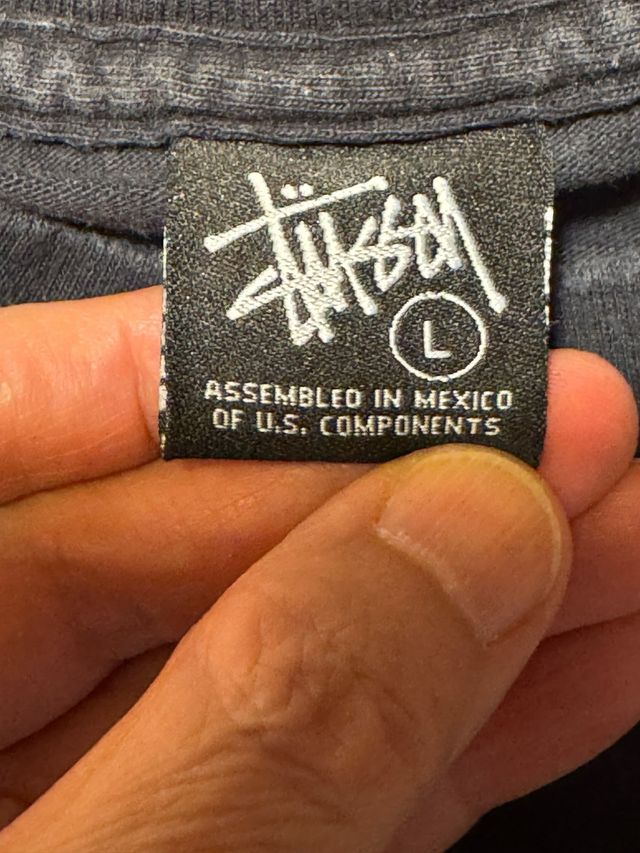 Stüssy
L
ASSEMBLED IN MEXICO
OF U.S. COMPONENTS